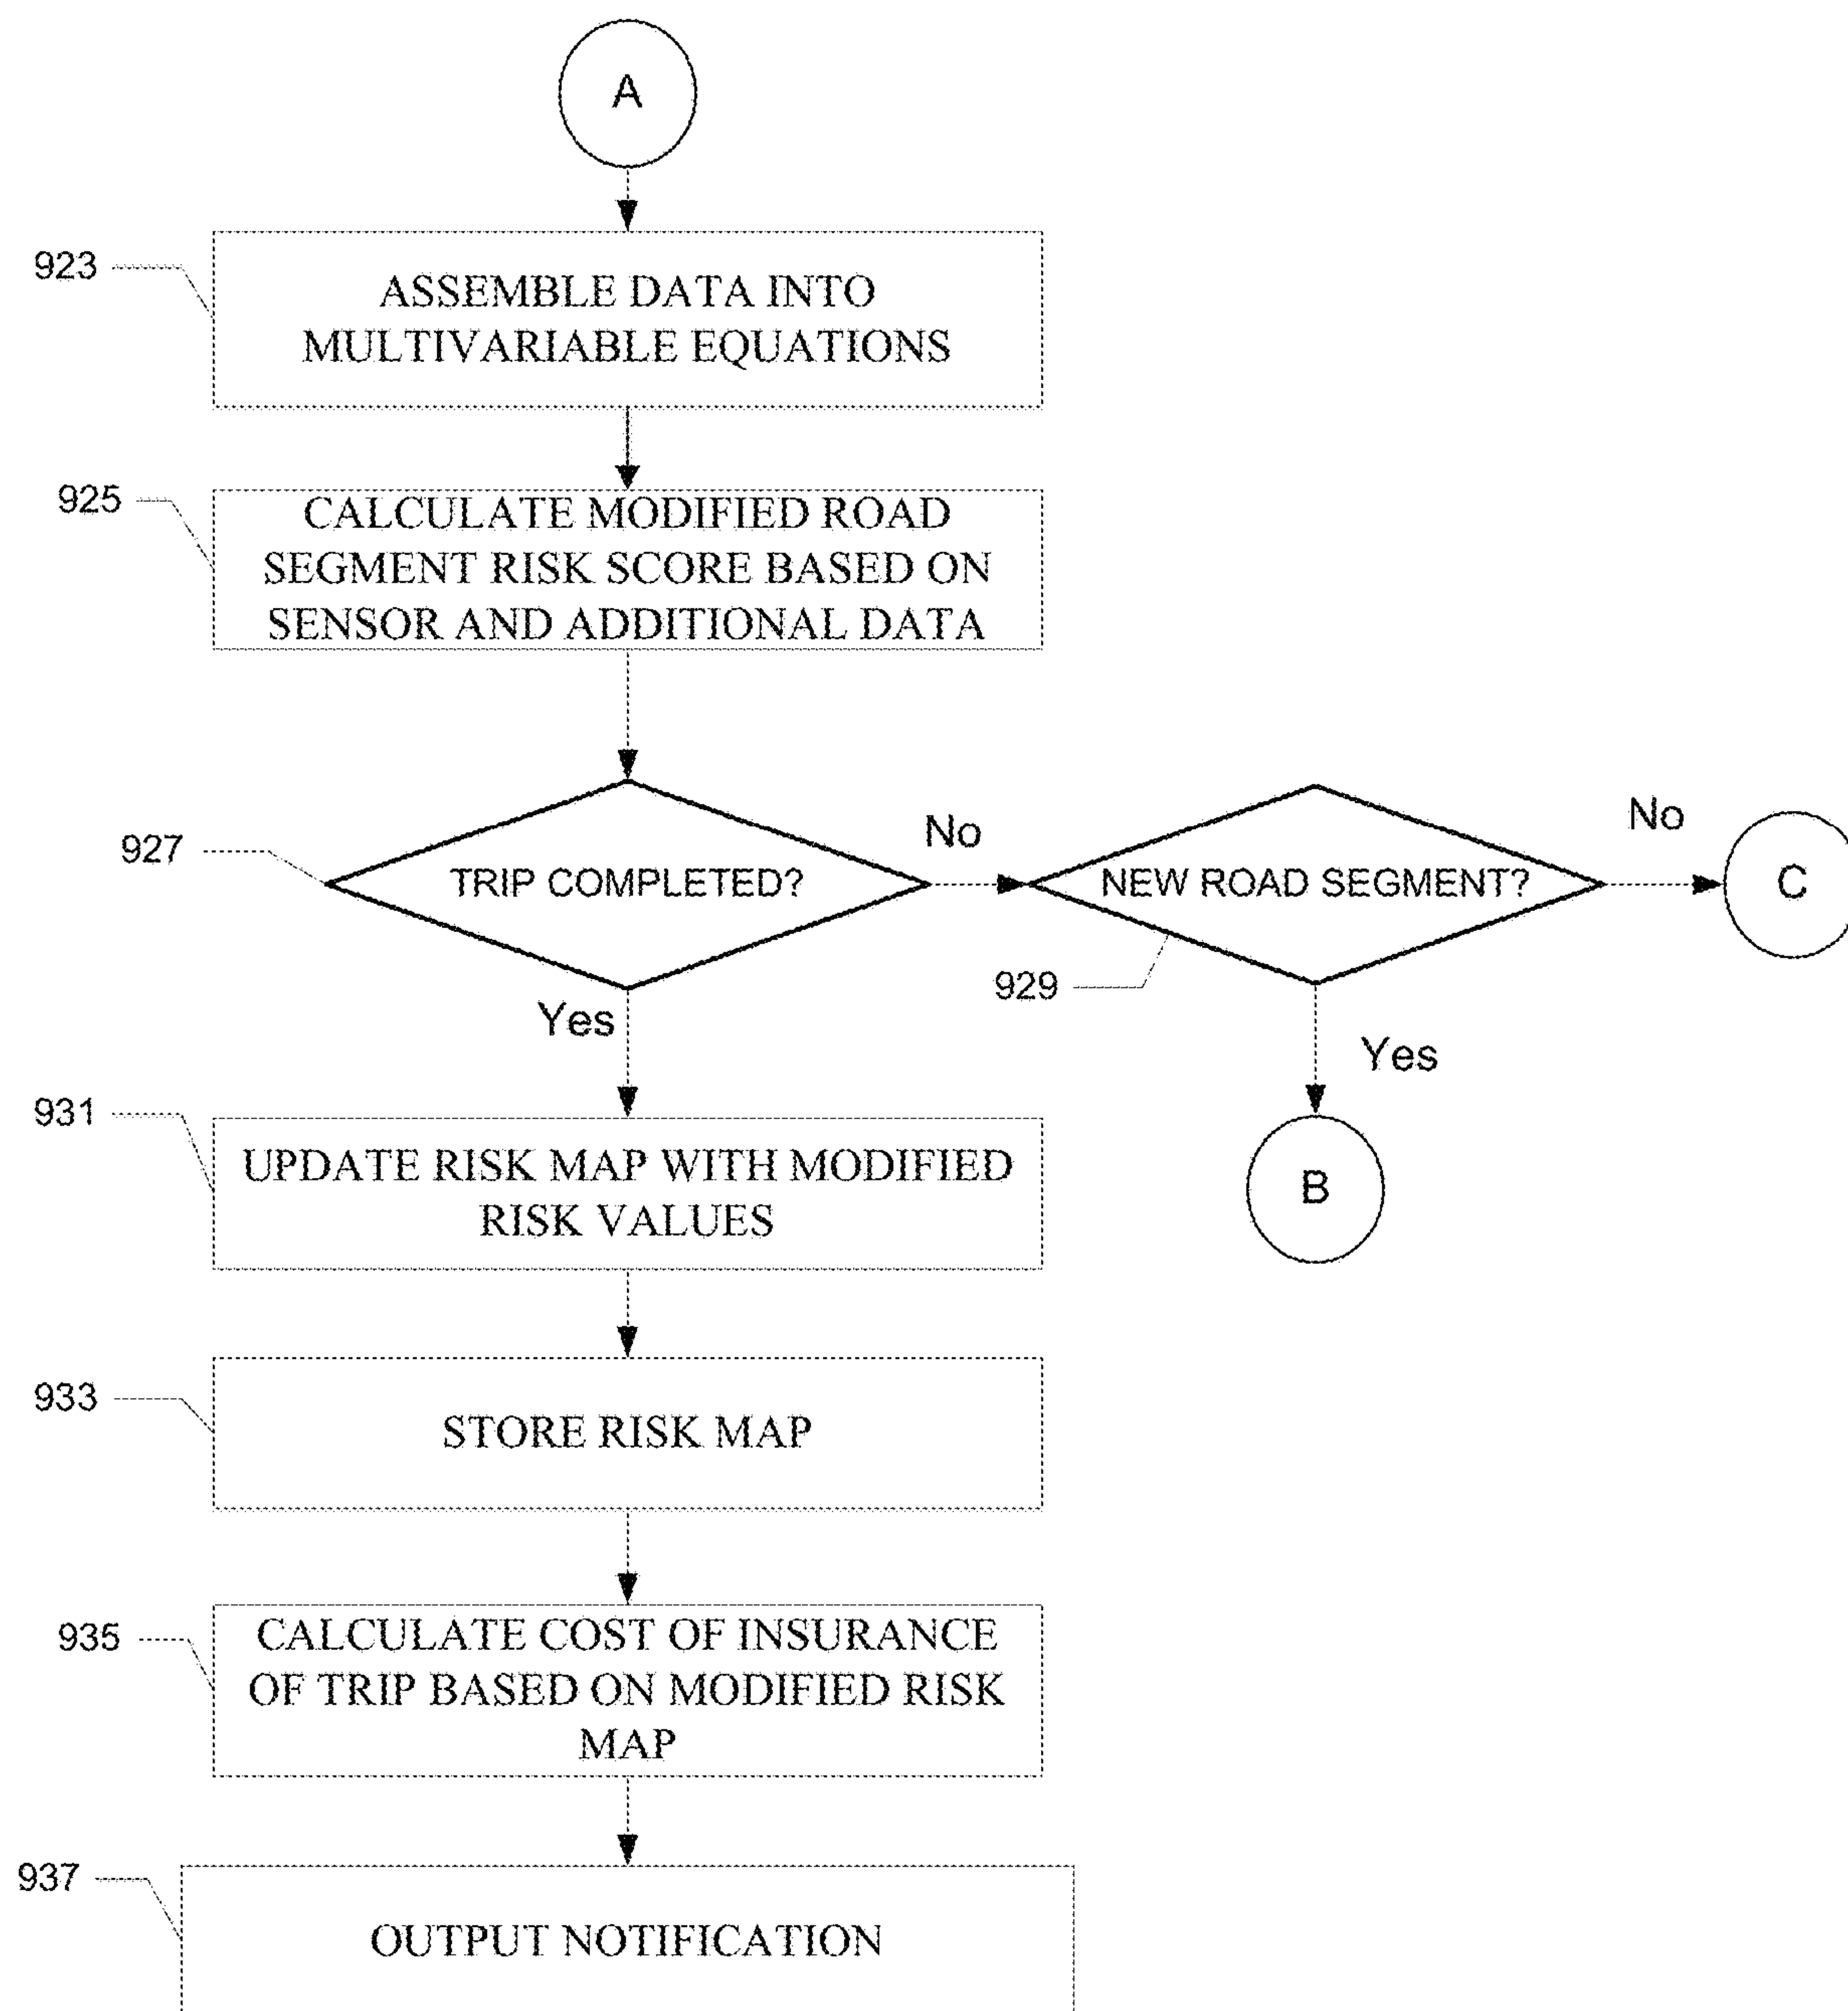 A
923
ASSEMBLE DATA INTO
MULTIVARIABLE EQUATIONS
925
CALCULATE MODIFIED ROAD
SEGMENT RISK SCORE BASED ON
SENSOR AND ADDITIONAL DATA
927
TRIP COMPLETED?
No
NEW ROAD SEGMENT?
No
C
929
Yes
Yes
B
931
UPDATE RISK MAP WITH MODIFIED
RISK VALUES
933
STORE RISK MAP
935
CALCULATE COST OF INSURANCE
OF TRIP BASED ON MODIFIED RISK
MAP
937
OUTPUT NOTIFICATION